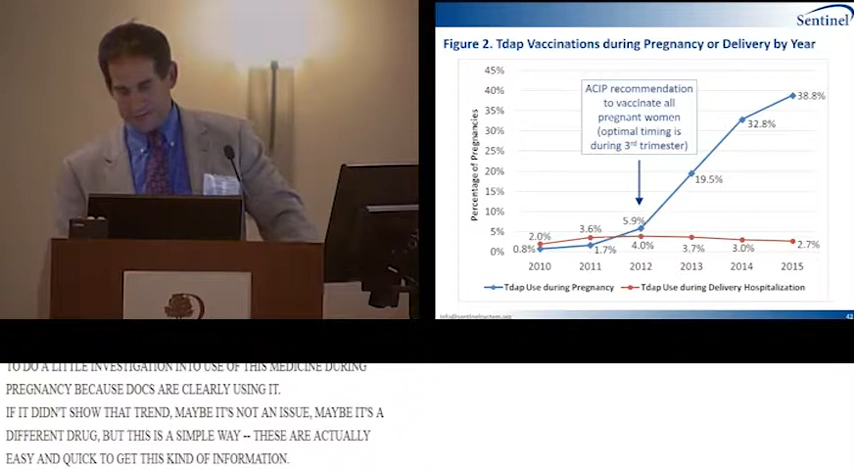 Sentinel
Figure 2. Tdap Vaccinations during Pregnancy or Delivery by Year
45%
40%
35%
30%
25%
20%
15%
10%
5%
0%
Percentage of Pregnancies
ACIP recommendation
to vaccinate all
pregnant women
(optimal timing is
during 3rd trimester)
0.8%
2.0%
3.6%
1.7%
5.9%
4.0%
19.5%
3.7%
32.8%
3.0%
38.8%
2.7%
2010 2011 2012 2013 2014 2015
Tdap Use during Pregnancy Tdap Use during Delivery Hospitalization
info@sentinelsystem.org
42
TO DO A LITTLE INVESTIGATION INTO USE OF THIS MEDICINE DURING
PREGNANCY BECAUSE DOCS ARE CLEARLY USING IT.
IF IT DIDN'T SHOW THAT TREND, MAYBE IT'S NOT AN ISSUE, MAYBE IT'S A
DIFFERENT DRUG, BUT THIS IS A SIMPLE WAY -- THESE ARE ACTUALLY
EASY AND QUICK TO GET THIS KIND OF INFORMATION.